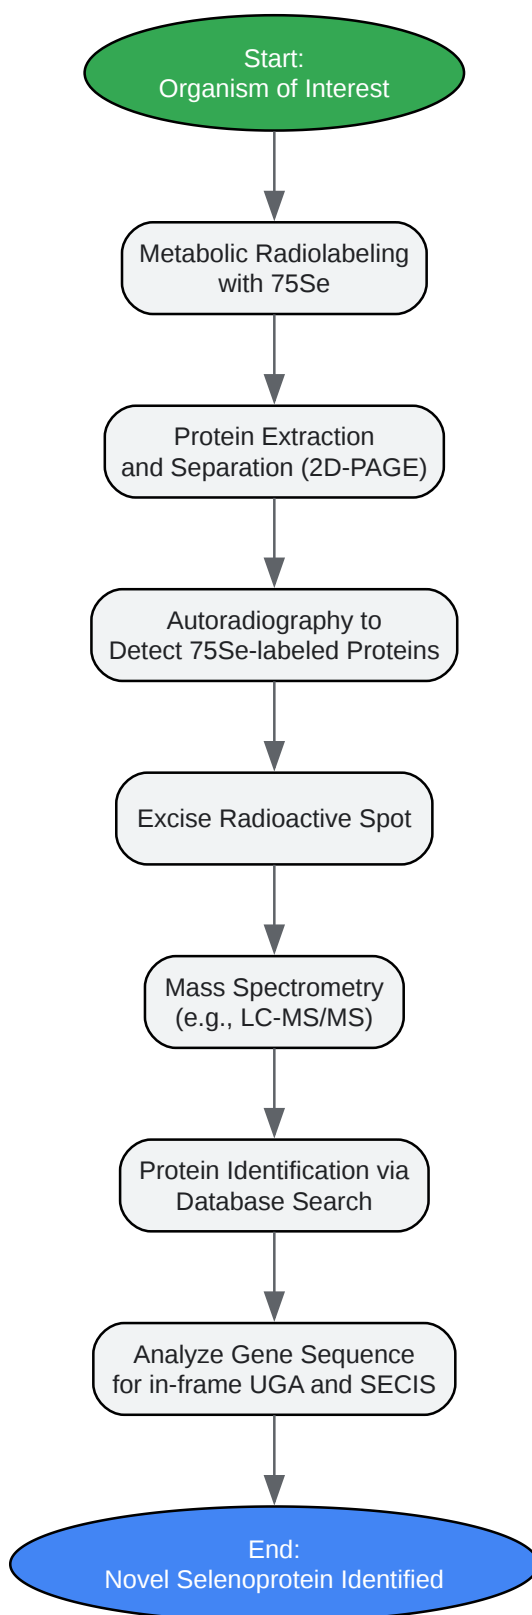 Start:
Organism of Interest
Metabolic Radiolabeling
with 75Se
Protein Extraction
and Separation (2D-PAGE)
Autoradiography to
Detect 75Se-labeled Proteins
Excise Radioactive Spot
Mass Spectrometry
(e.g., LC-MS/MS)
Protein Identification via
Database Search
Analyze Gene Sequence
for in-frame UGA and SECIS
End:
Novel Selenoprotein Identified